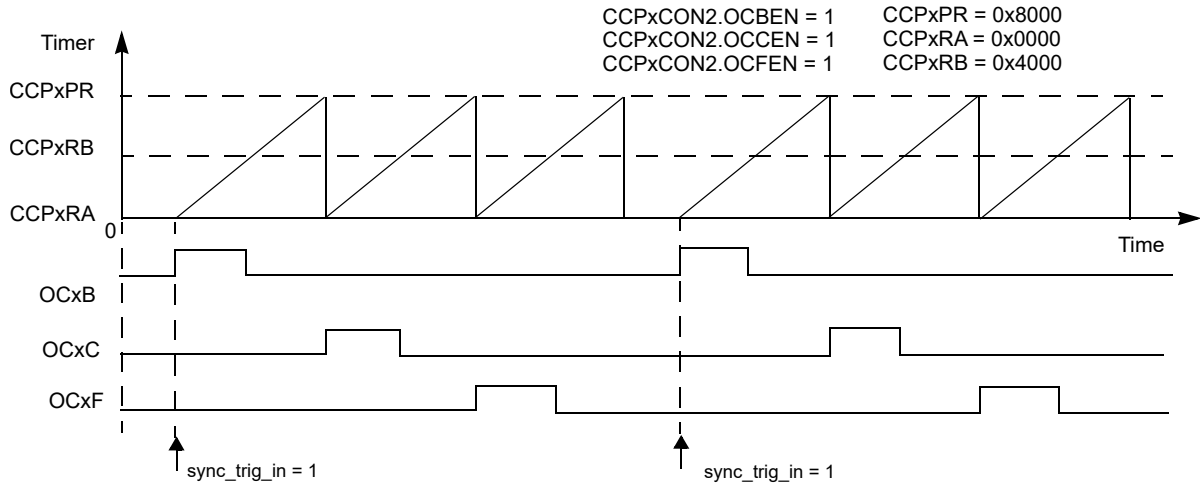 CCPxCON2.OCBEN = 1 CCPxPR = 0x8000
CCPxCON2.OCCEN = 1 CCPxRA = 0x0000
CCPxCON2.OCFEN = 1 CCPxRB = 0x4000
Timer
CCPxPR
CCPxRB
CCPxRA
0
Time
OCxB
OCxC
OCxF
sync_trig_in = 1 sync_trig_in = 1